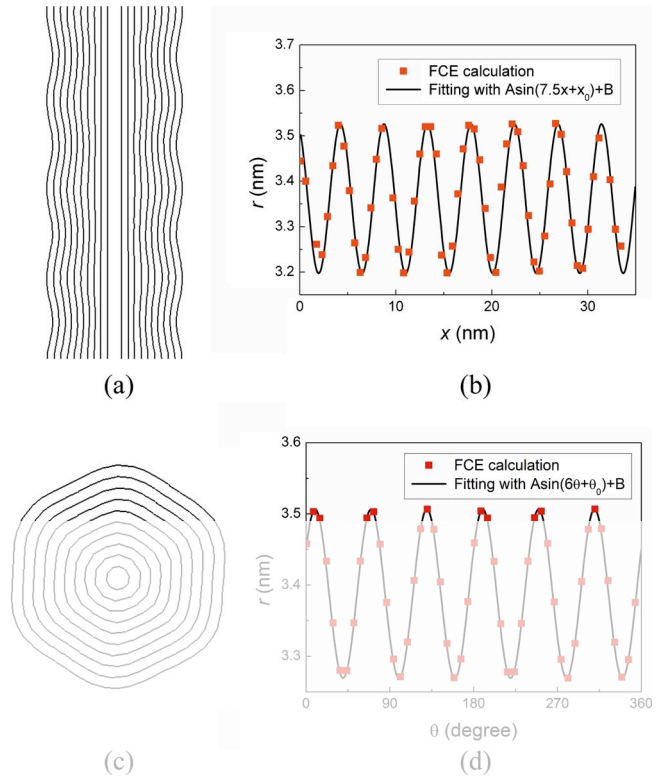 3.7
3.6
3.5
3.4
3.3
3.2
r (nm)
FCE calculation
Fitting with Asin(7.5x+x₀)+B
0 10 20 30
x (nm)
(a) (b)
3.6
3.5
3.4
3.3
r (nm)
FCE calculation
Fitting with Asin(6θ+θ₀)+B
0 90 180 270 360
θ (degree)
(c) (d)